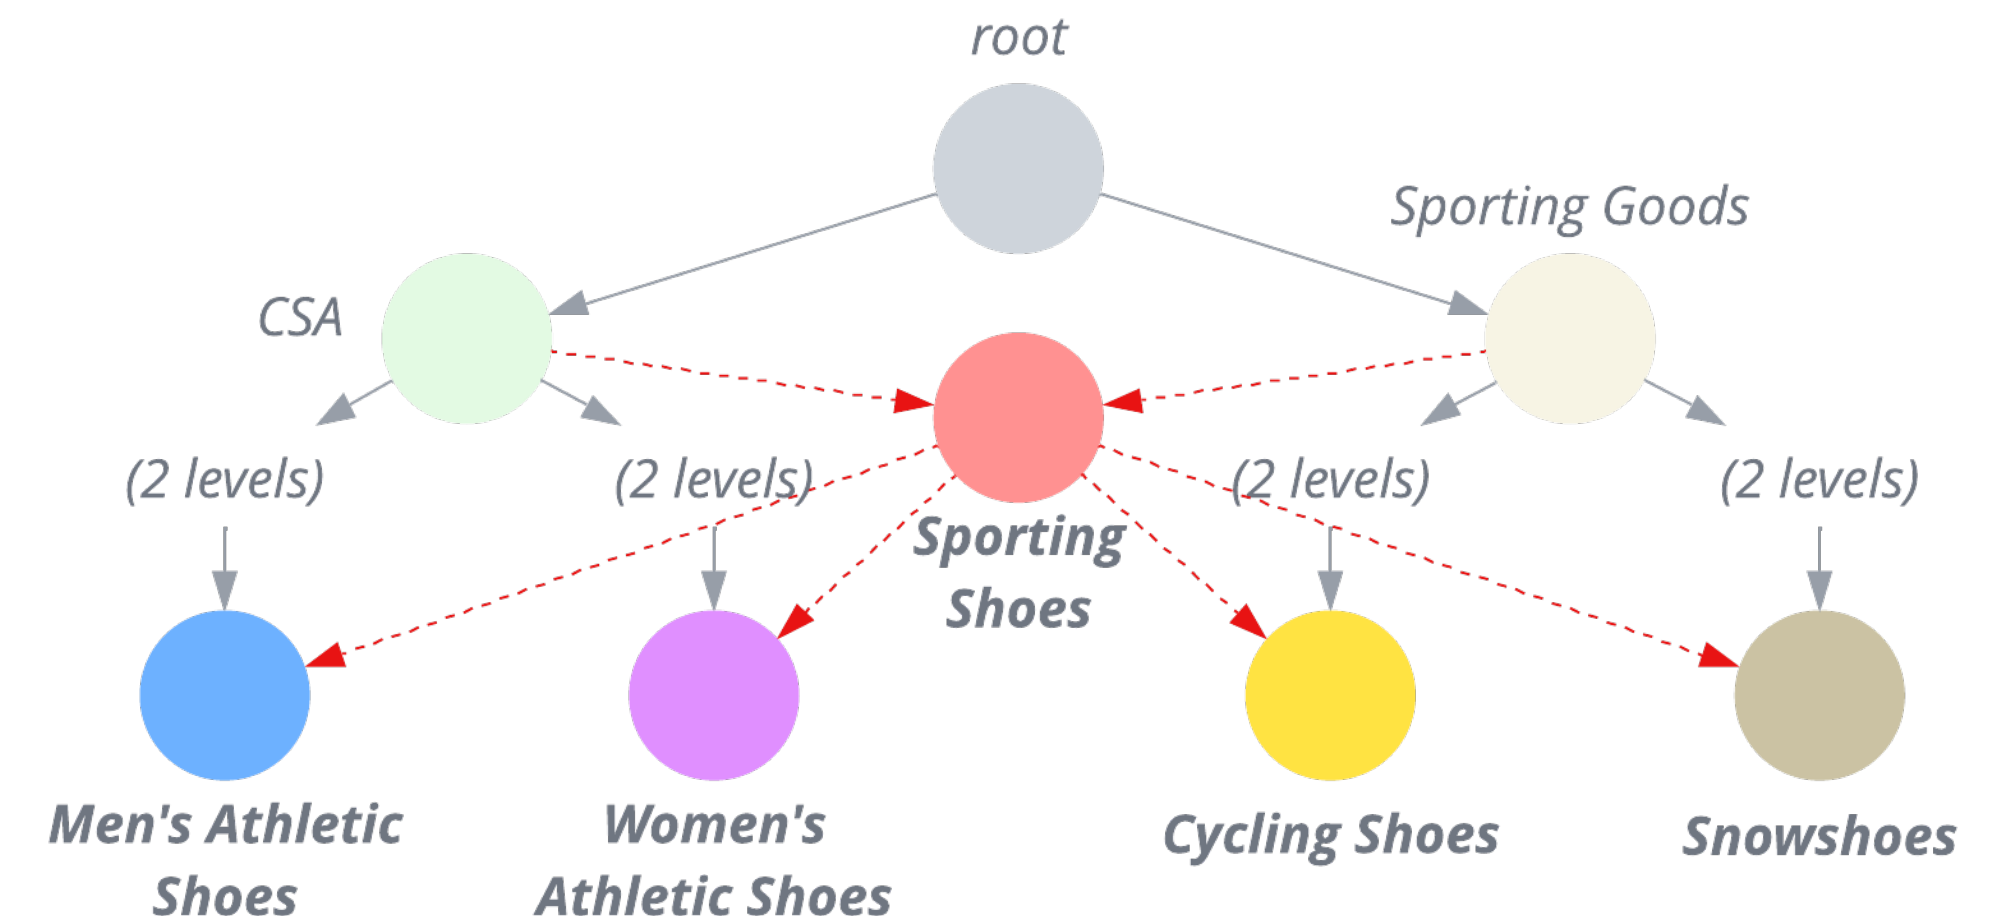 root
Sporting Goods
CSA
(2 levels)
(2 levels)
(2 levels)
(2 levels)
Sporting
Shoes
Men's Athletic
Shoes
Women's
Athletic Shoes
Cycling Shoes
Snowshoes